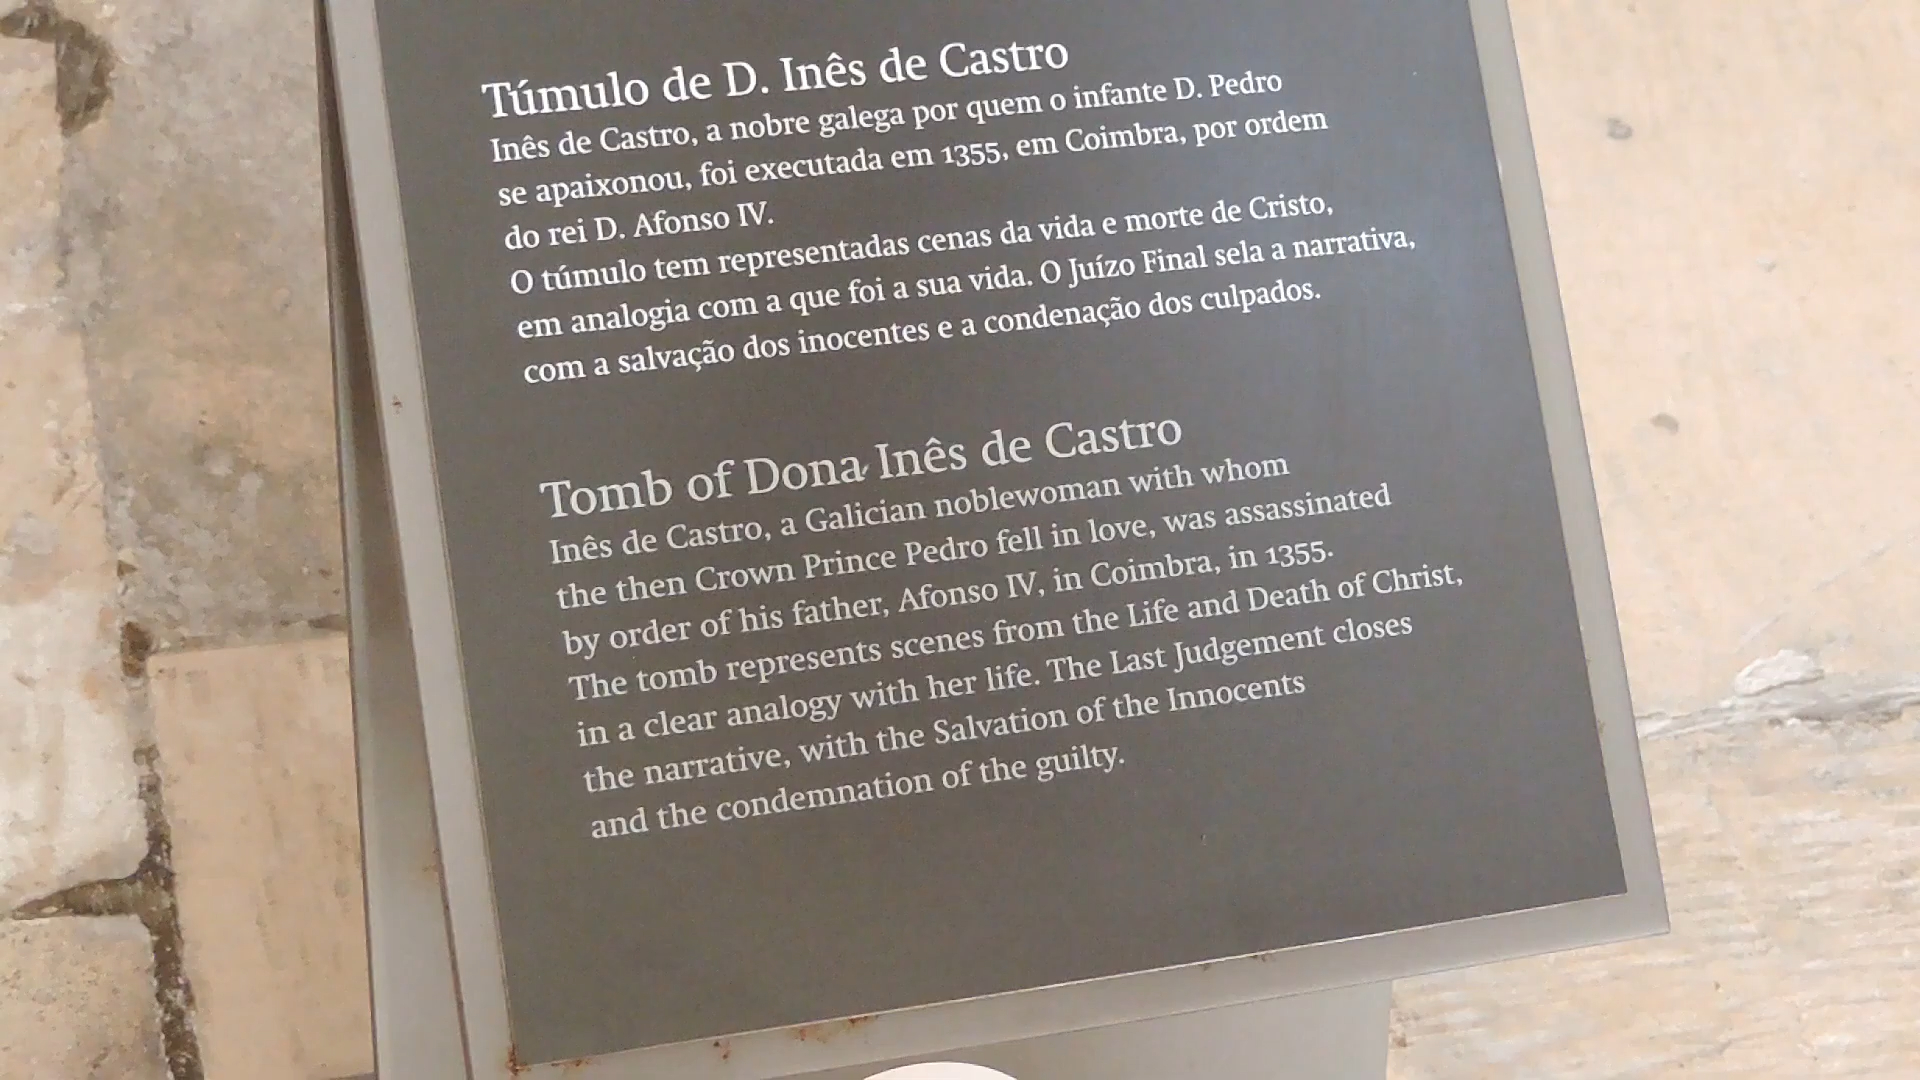 Túmulo de D. Inês de Castro
Inês de Castro, a nobre galega por quem o infante D. Pedro
se apaixonou, foi executada em 1355, em Coimbra, por ordem
do rei D. Afonso IV.
O túmulo tem representadas cenas da vida e morte de Cristo,
em analogia com a que foi a sua vida. O Juízo Final sela a narrativa,
com a salvação dos inocentes e a condenação dos culpados.
Tomb of Dona Inês de Castro
Inês de Castro, a Galician noblewoman with whom
the then Crown Prince Pedro fell in love, was assassinated
by order of his father, Afonso IV, in Coimbra, in 1355.
The tomb represents scenes from the Life and Death of Christ,
in a clear analogy with her life. The Last Judgement closes
the narrative, with the Salvation of the Innocents
and the condemnation of the guilty.